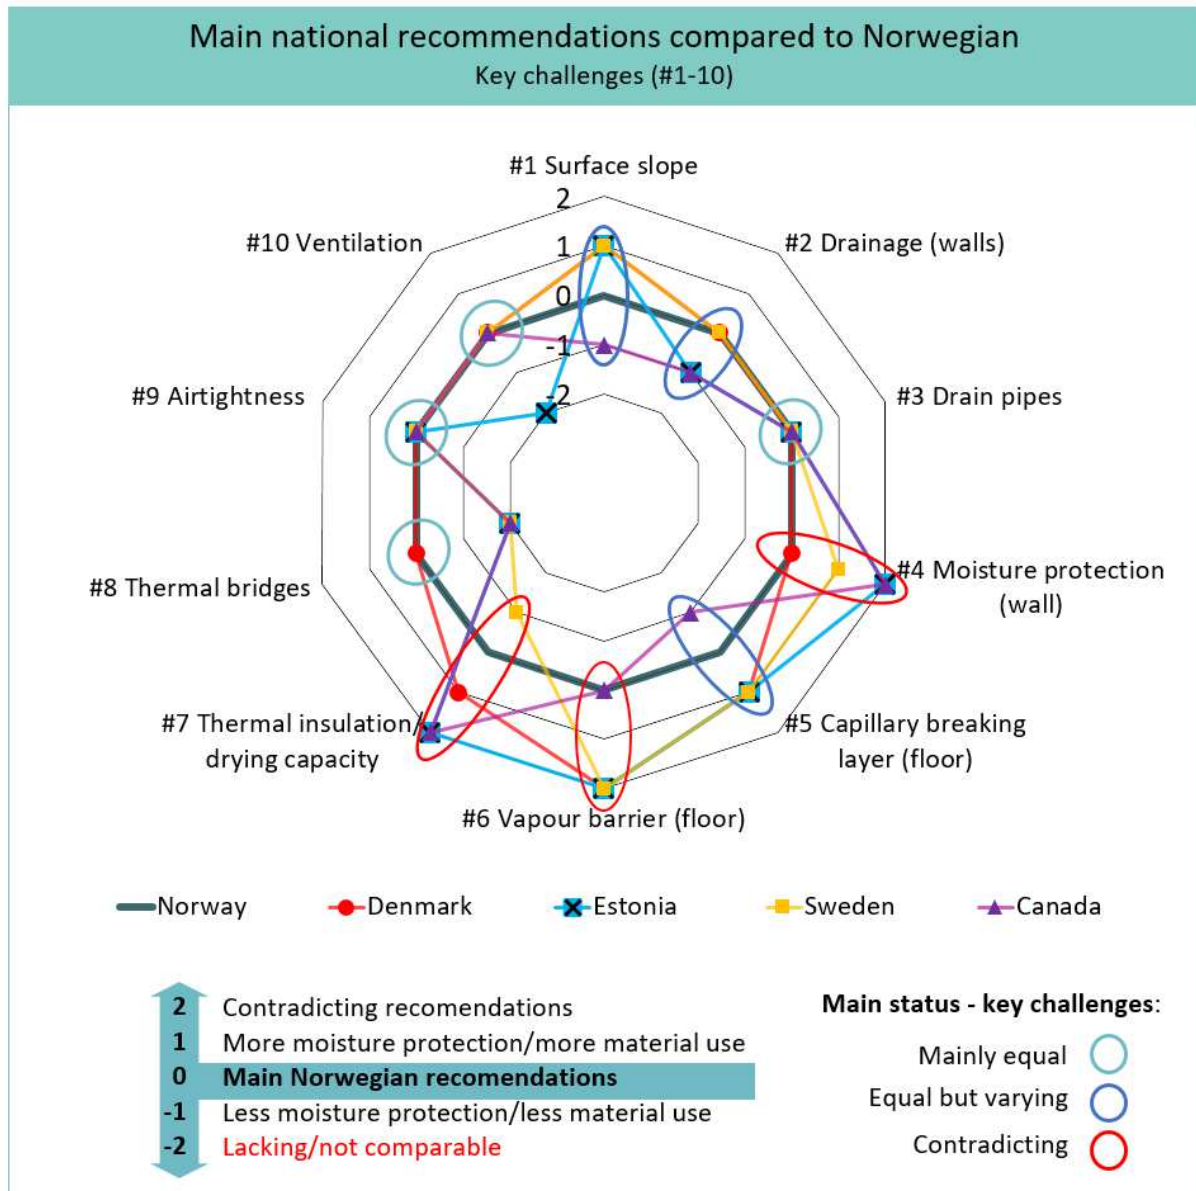 Main national recommendations compared to Norwegian
Key challenges (#1-10)
#1 Surface slope
2
#10 Ventilation
#2 Drainage (walls)
1
0
-1
#9 Airtightness
-2
#3 Drain pipes
#8 Thermal bridges
#4 Moisture protection
(wall)
#7 Thermal insulation/
drying capacity
#5 Capillary breaking
layer (floor)
#6 Vapour barrier (floor)
Norway
Denmark
Estonia
Sweden
Canada
2 Contradicting recomendations
1 More moisture protection/more material use
0 Main Norwegian recomendations
-1 Less moisture protection/less material use
-2 Lacking/not comparable
Main status - key challenges:
Mainly equal
Equal but varying
Contradicting